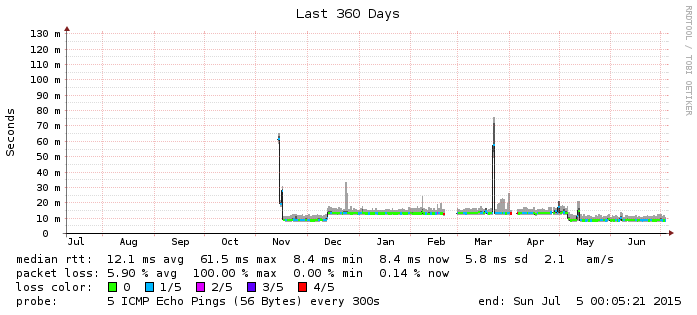 Last 360 Days
RRDTOOL / TOBI OETIKER
Seconds
130 m
120 m
110 m
100 m
90 m
80 m
70 m
60 m
50 m
40 m
30 m
20 m
10 m
0
Jul Aug Sep Oct Nov Dec Jan Feb Mar Apr May Jun
median rtt: 12.1 ms avg 61.5 ms max 8.4 ms min 8.4 ms now 5.8 ms sd 2.1 am/s
packet loss: 5.90 % avg 100.00 % max 0.00 % min 0.14 % now
loss color: 0 1/5 2/5 3/5 4/5
probe: 5 ICMP Echo Pings (56 Bytes) every 300s end: Sun Jul 5 00:05:21 2015